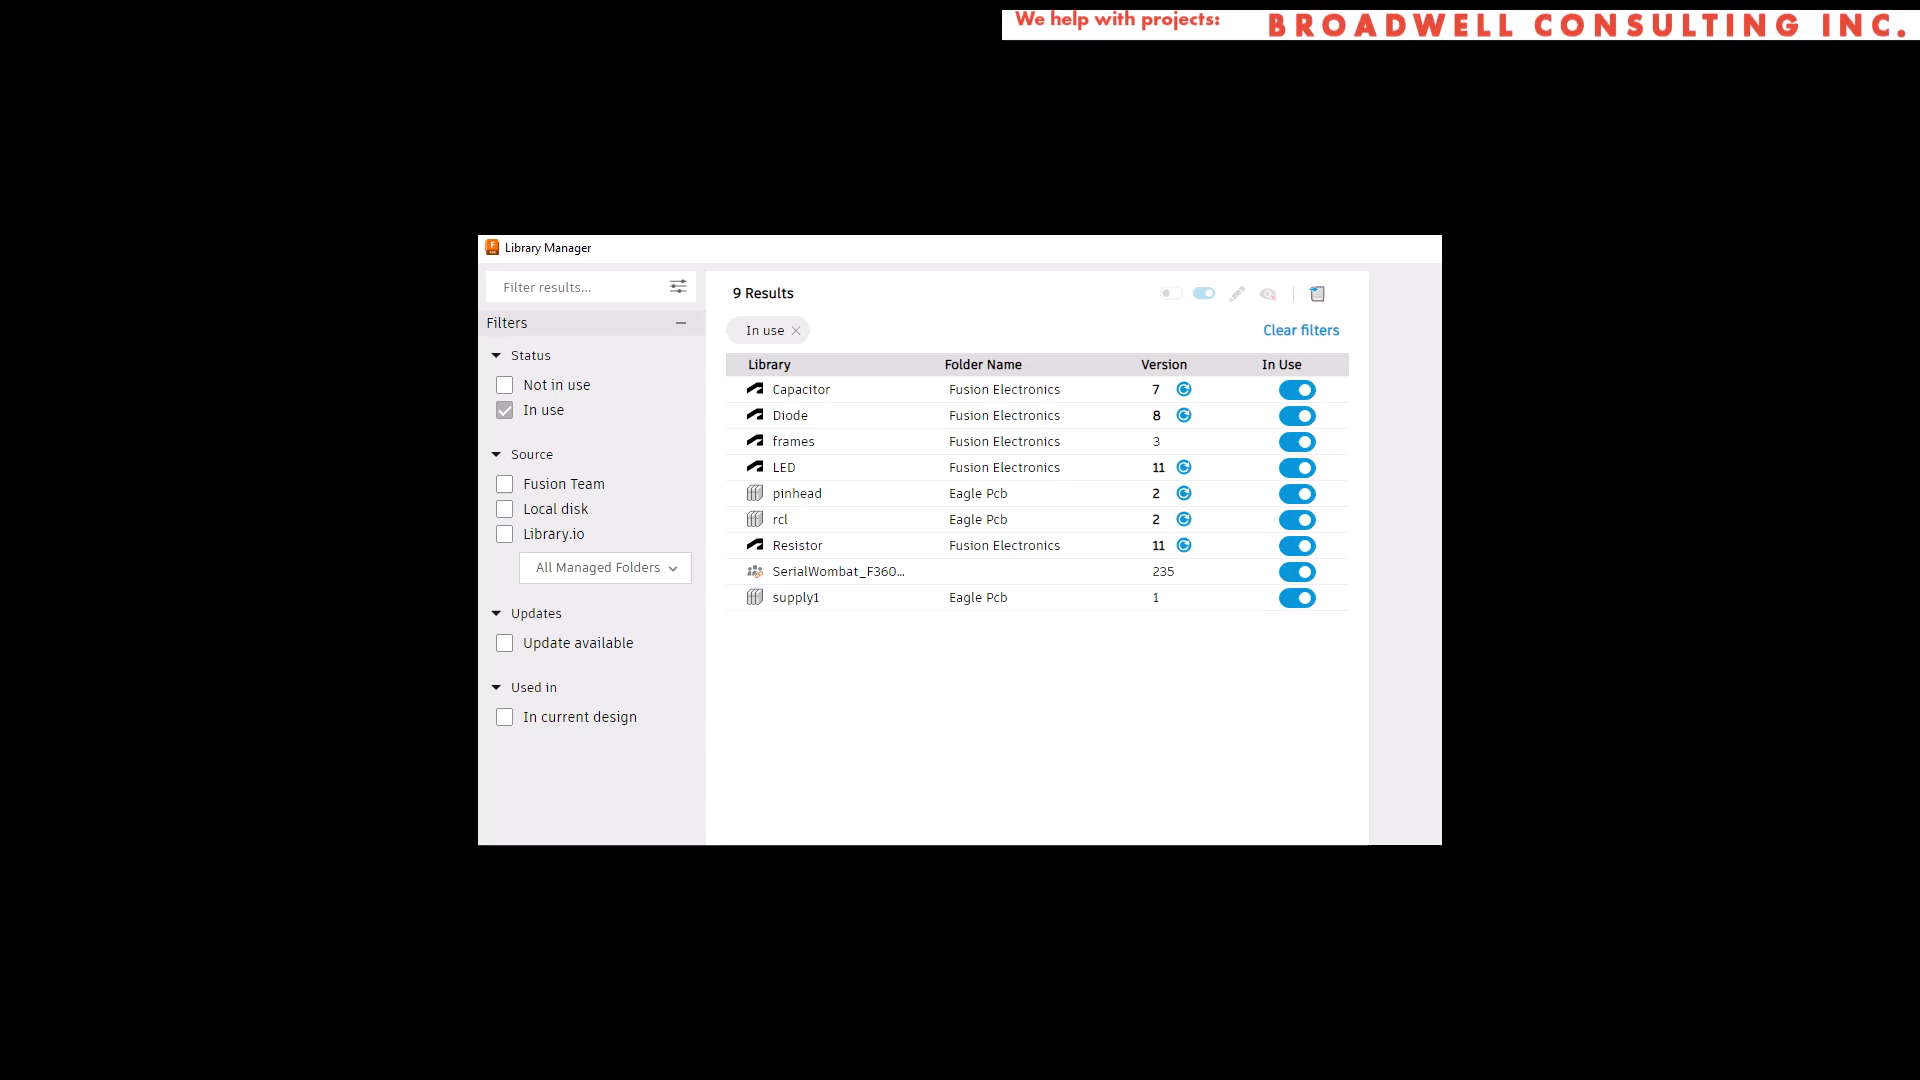 We help with projects: BROADWELL CONSULTING INC.
Library Manager
Filter results...
Filters
Status
Not in use
In use
Source
Fusion Team
Local disk
Library.io
All Managed Folders
Updates
Update available
Used in
In current design
9 Results
In use
Clear filters
Library Folder Name Version In Use
Capacitor Fusion Electronics 7
Diode Fusion Electronics 8
frames Fusion Electronics 3
LED Fusion Electronics 11
pinhead Eagle Pcb 2
rcl Eagle Pcb 2
Resistor Fusion Electronics 11
SerialWombat_F360... 235
supply1 Eagle Pcb 1